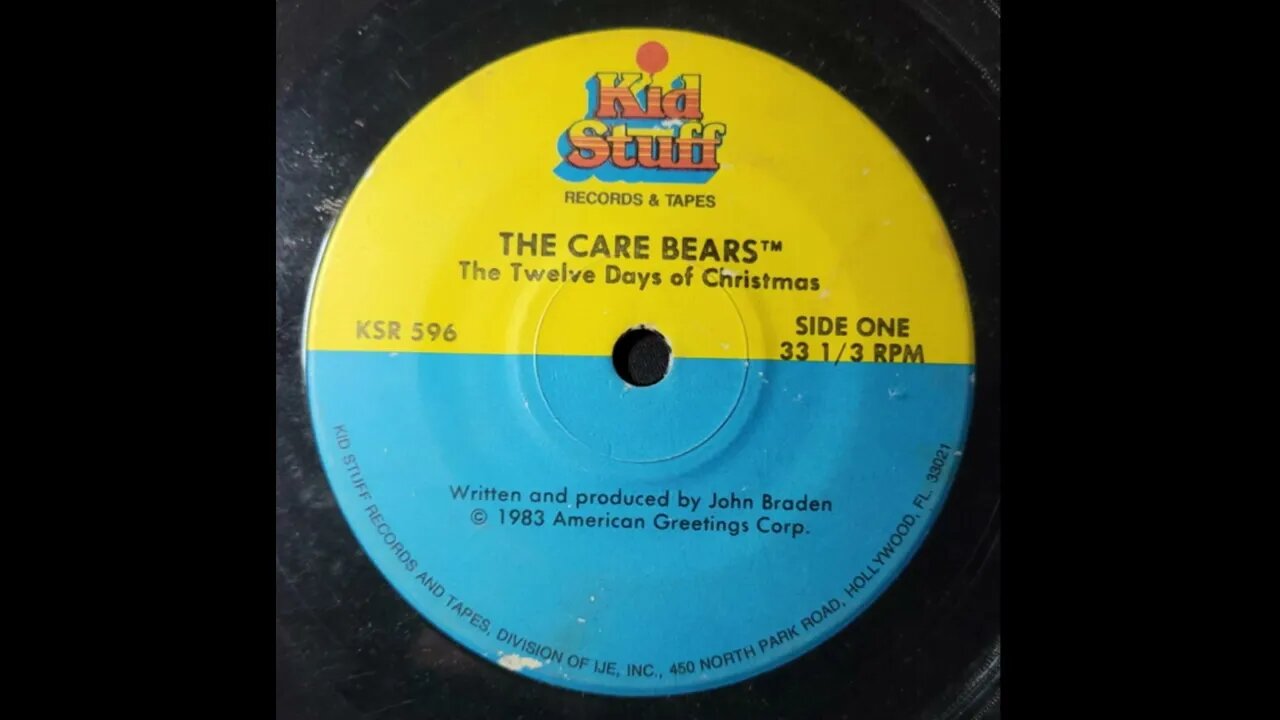 Kid
Stuff
RECORDS & TAPES
THE CARE BEARS™
The Twelve Days of Christmas
KSR 596
SIDE ONE
33 1/3 RPM
Written and produced by John Braden
© 1983 American Greetings Corp.
KID STUFF RECORDS AND TAPES, DIVISION OF IJE, INC., 450 NORTH PARK ROAD, HOLLYWOOD, FL. 33021